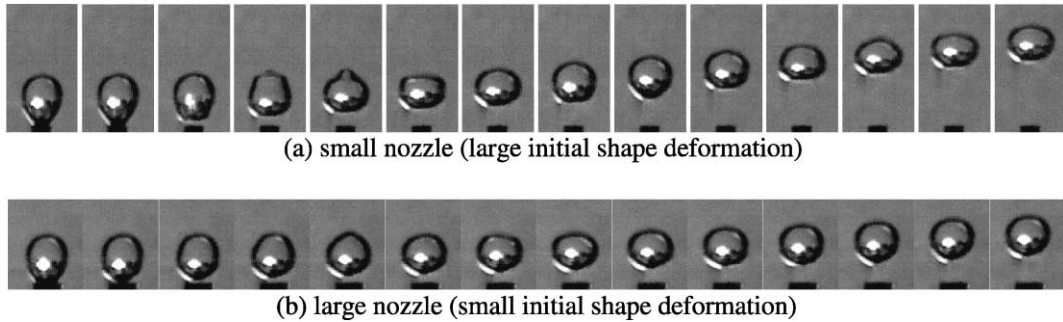 (a) small nozzle (large initial shape deformation)
(b) large nozzle (small initial shape deformation)